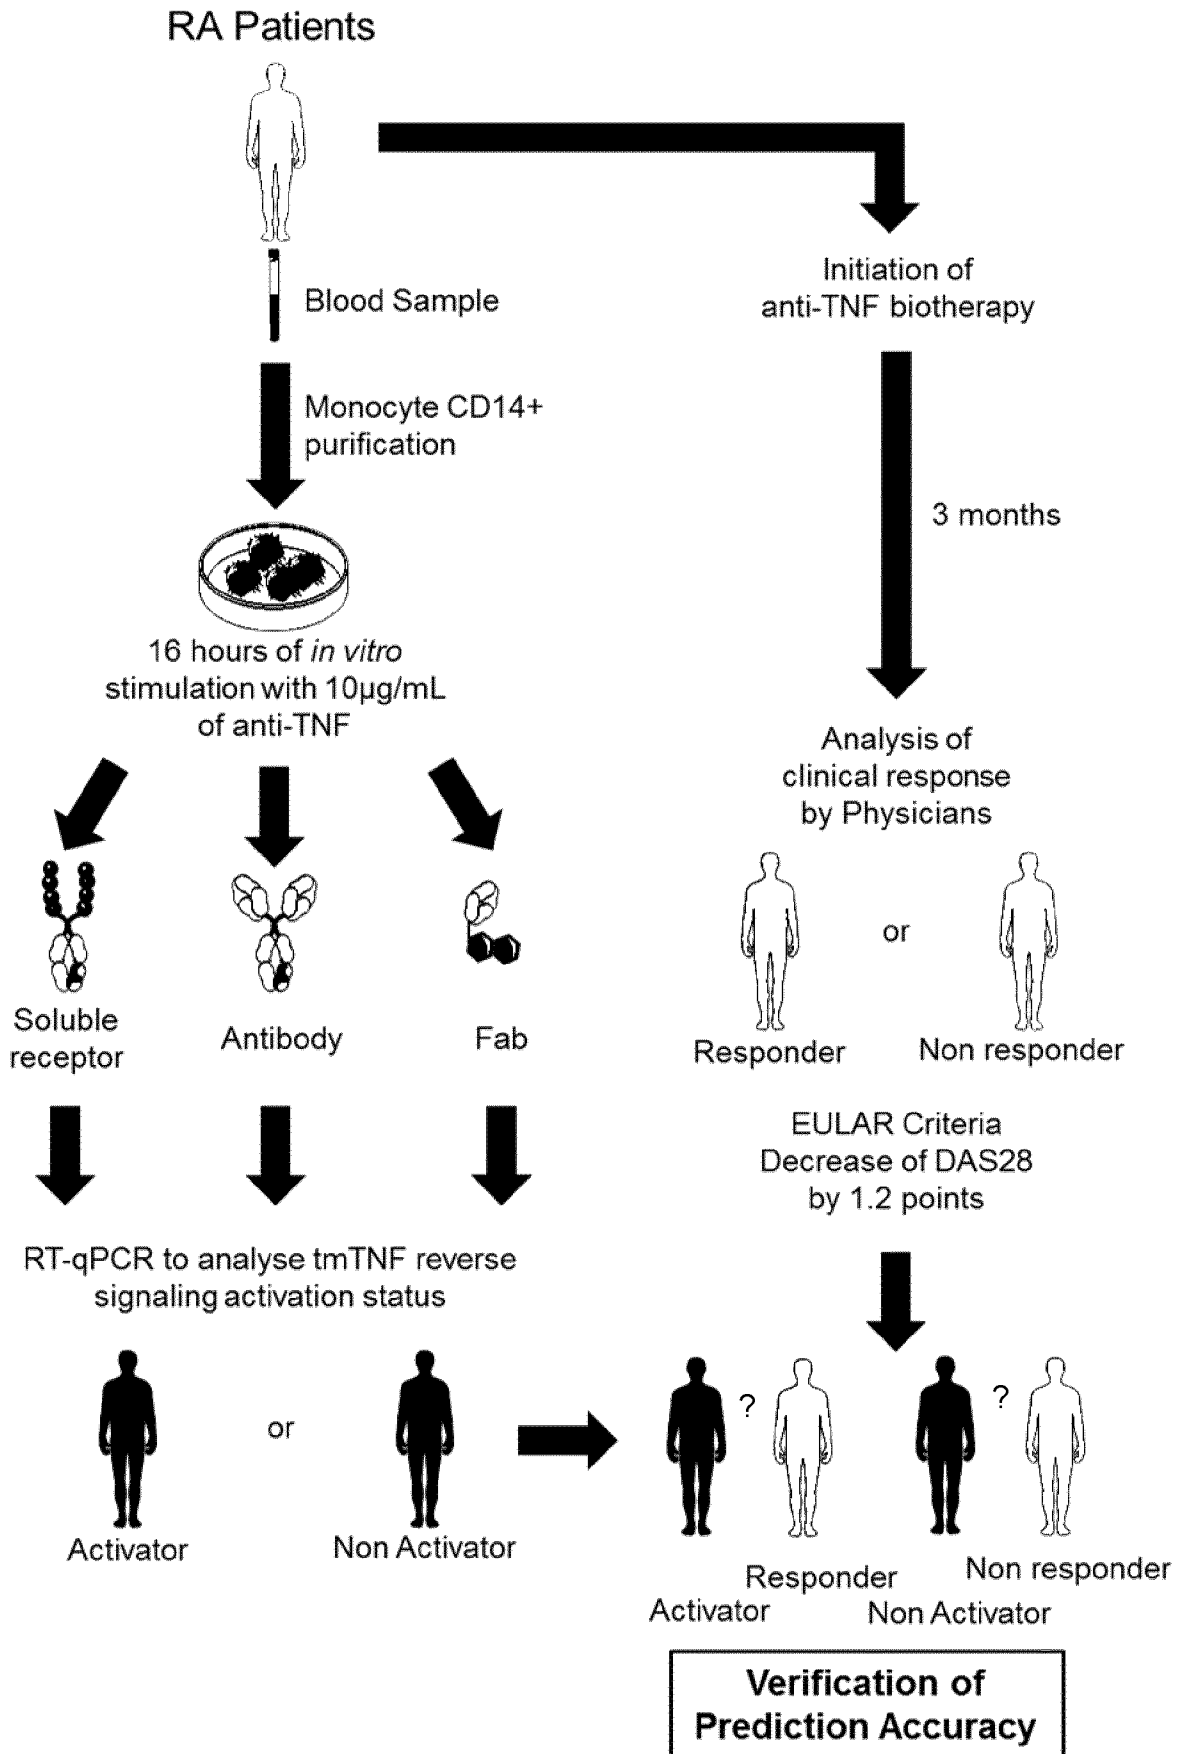 RA Patients
Blood Sample
Monocyte CD14+
purification
16 hours of in vitro
stimulation with 10µg/mL
of anti-TNF
Soluble
receptor
Antibody
Fab
RT-qPCR to analyse tmTNF reverse
signaling activation status
Activator
or
Non Activator
Initiation of
anti-TNF biotherapy
3 months
Analysis of
clinical response
by Physicians
or
Responder
Non responder
EULAR Criteria
Decrease of DAS28
by 1.2 points
?
?
Responder
Non responder
Activator
Non Activator
Verification of
Prediction Accuracy